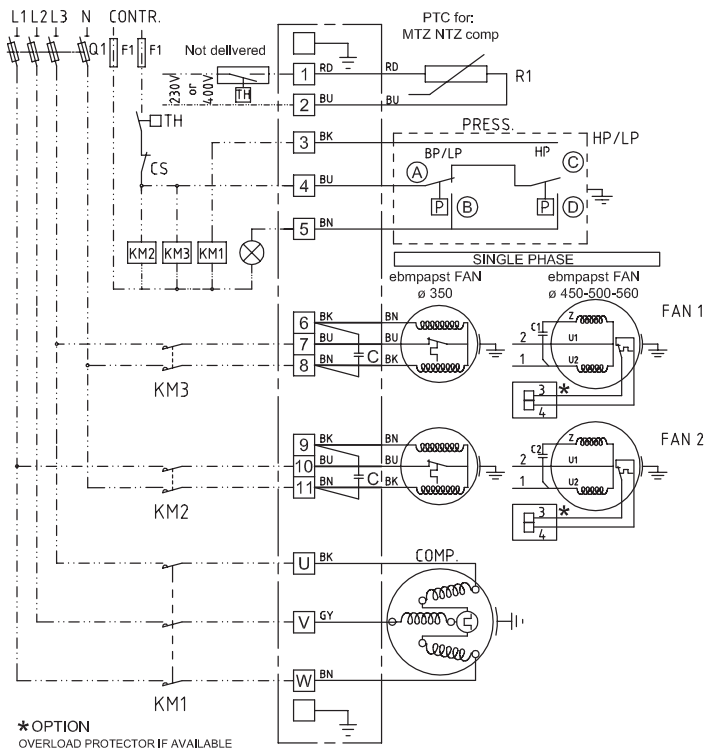 L1 L2 L3 N CONTR.
Q1 F1 F1
Not delivered
230V or 400V
TH
PTC for:
MTZ NTZ comp
1 RD RD R1
2 BU BU
TH
CS
PRESS. HP/LP
3 BK
BP/LP HP
A C
4 BU
P B P D
5 BN
KM2 KM3 KM1
SINGLE PHASE
ebmpapst FAN
ø 350
ebmpapst FAN
ø 450-500-560
FAN 1
6 BK BN
7 BU BU
8 BN C BK
KM3
Z
C1
2 U1
1 U2
3 *
4
FAN 2
9 BK BN
10 BU BU
11 BN C BK
KM2
Z
C2
2 U1
1 U2
3 *
4
COMP.
U BK
V GY
W BN
KM1
* OPTION
OVERLOAD PROTECTOR IF AVAILABLE